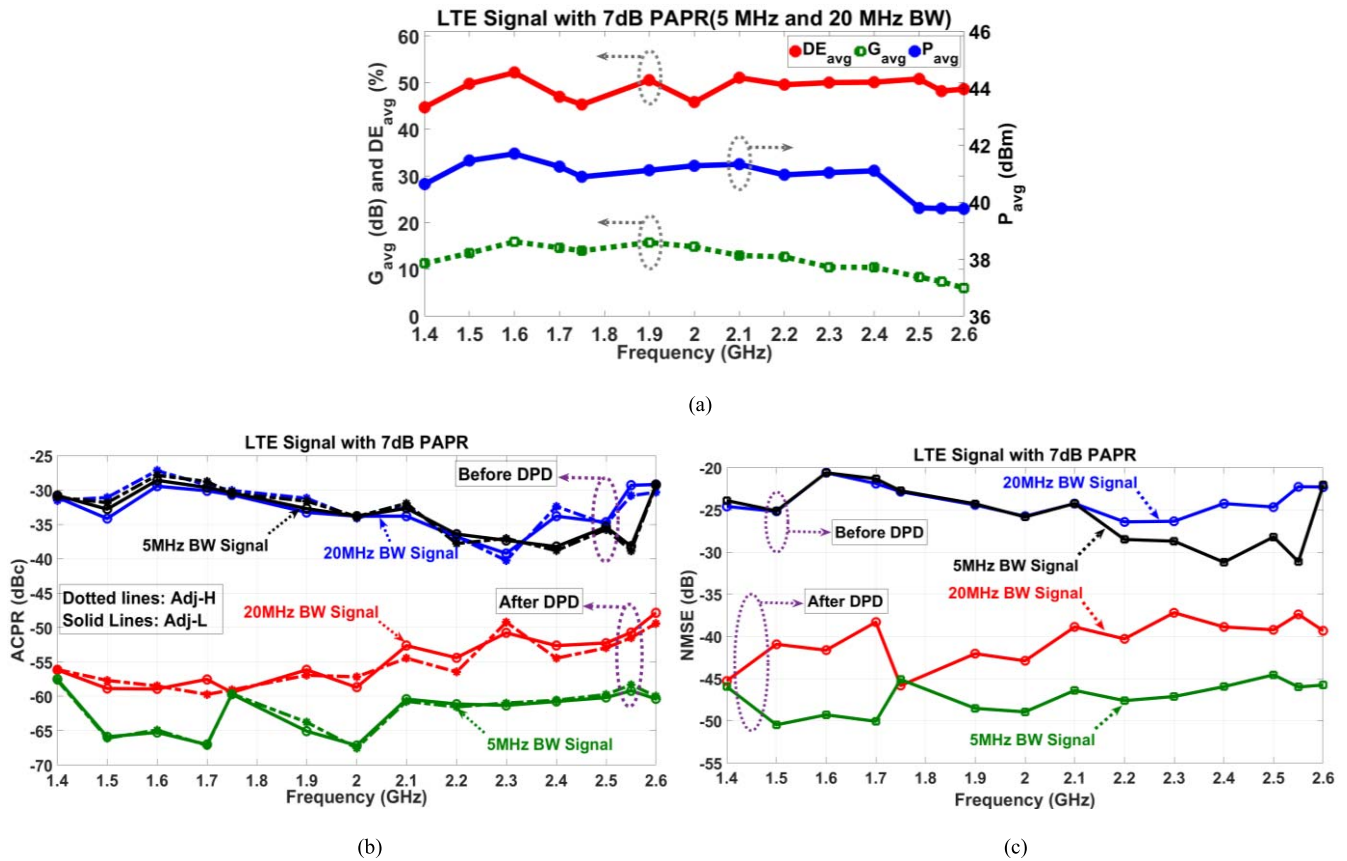 LTE Signal with 7dB PAPR(5 MHz and 20 MHz BW)
DE avg G avg P avg
G avg (dB) and DE avg (%)
60
50
40
30
20
10
0
P avg (dBm)
46
44
42
40
38
36
1.4 1.5 1.6 1.7 1.8 1.9 2 2.1 2.2 2.3 2.4 2.5 2.6
Frequency (GHz)
(a)
LTE Signal with 7dB PAPR
ACPR (dBc)
-25
-30
-35
-40
-45
-50
-55
-60
-65
-70
Before DPD
5MHz BW Signal
20MHz BW Signal
Dotted lines: Adj-H
Solid Lines: Adj-L
After DPD
20MHz BW Signal
5MHz BW Signal
1.4 1.5 1.6 1.7 1.8 1.9 2 2.1 2.2 2.3 2.4 2.5 2.6
Frequency (GHz)
(b)
LTE Signal with 7dB PAPR
NMSE (dB)
-20
-25
-30
-35
-40
-45
-50
-55
20MHz BW Signal
Before DPD
5MHz BW Signal
After DPD
20MHz BW Signal
5MHz BW Signal
1.4 1.5 1.6 1.7 1.8 1.9 2 2.1 2.2 2.3 2.4 2.5 2.6
Frequency (GHz)
(c)